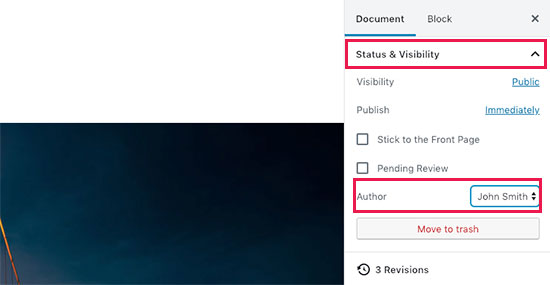 Document Block
Status & Visibility
Visibility Public
Publish Immediately
Stick to the Front Page
Pending Review
Author John Smith
Move to trash
3 Revisions